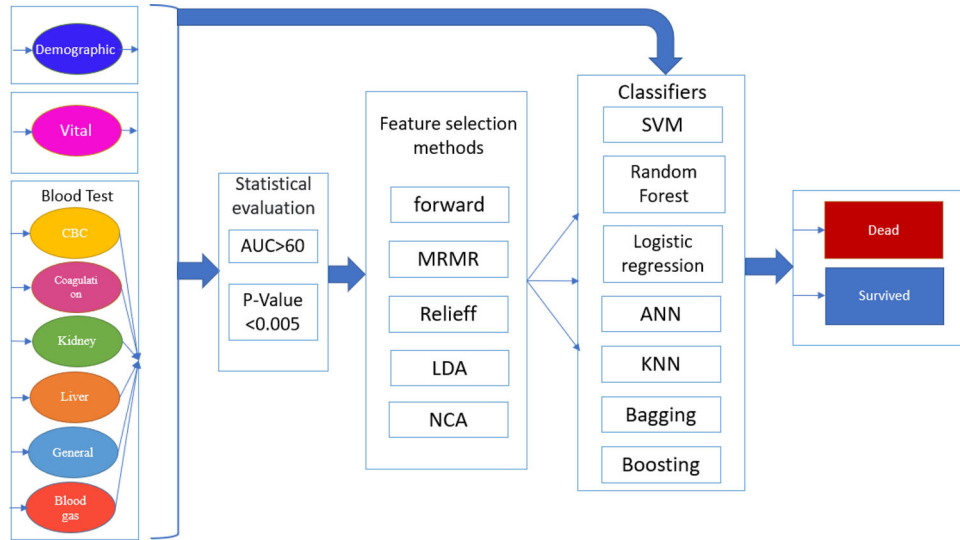 Demographic
Vital
Blood Test
CBC
Coagulati
on
Kidney
Liver
General
Blood
gas
Statistical
evaluation
AUC>60
P-Value
<0.005
Feature selection
methods
forward
MRMR
Relieff
LDA
NCA
Classifiers
SVM
Random
Forest
Logistic
regression
ANN
KNN
Bagging
Boosting
Dead
Survived